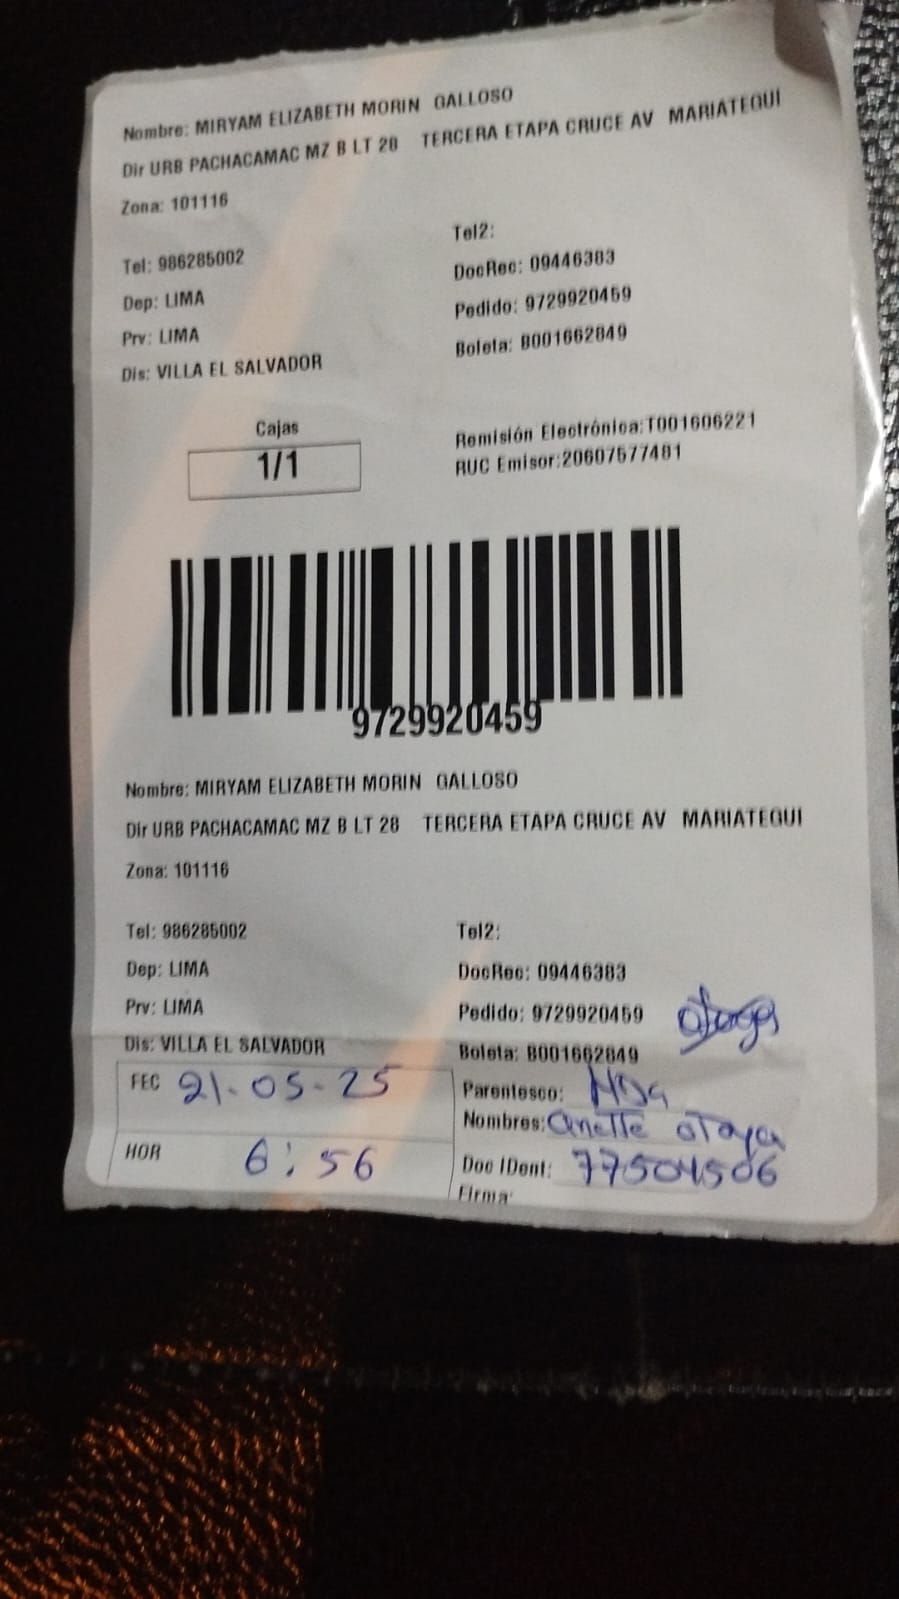 Nombre: MIRYAM ELIZABETH MORIN GALLOSO
Dir URB PACHACAMAC MZ B LT 28 TERCERA ETAPA CRUCE AV MARIATEGUI
Zona: 101116
Tel: 986285002 Tel2:
Dep: LIMA DocRec: 09446383
Prv: LIMA Pedido: 9729920459
Dis: VILLA EL SALVADOR Boleta: B001662849
Cajas Remisión Electrónica:T001606221
1/1 RUC Emisor:20607577481
9729920459
Nombre: MIRYAM ELIZABETH MORIN GALLOSO
Dir URB PACHACAMAC MZ B LT 28 TERCERA ETAPA CRUCE AV MARIATEGUI
Zona: 101116
Tel: 986285002 Tel2:
Dep: LIMA DocRec: 09446383
Prv: LIMA Pedido: 9729920459
Dis: VILLA EL SALVADOR Boleta: B001662849
FEC 21-05-25 Parentesco:
Nombres: anette otoya
HOR 6:56 Doc IDent: 77504506
Firma: